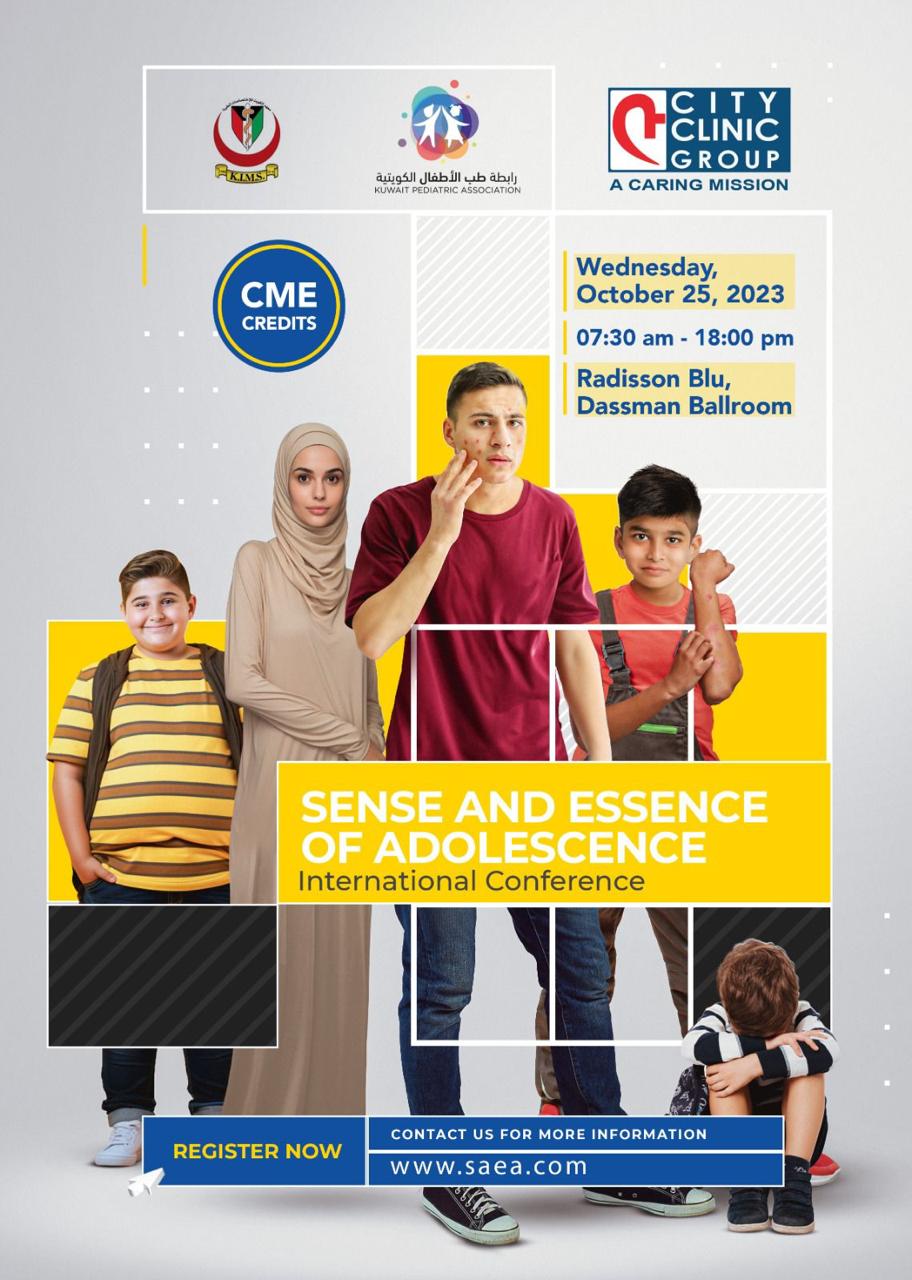 K.I.M.S.
رابطة طب الأطفال الكويتية
KUWAIT PEDIATRIC ASSOCIATION
CITY
CLINIC
GROUP
A CARING MISSION
CME
CREDITS
Wednesday,
October 25, 2023
07:30 am - 18:00 pm
Radisson Blu,
Dassman Ballroom
SENSE AND ESSENCE
OF ADOLESCENCE
International Conference
REGISTER NOW
CONTACT US FOR MORE INFORMATION
www.saea.com